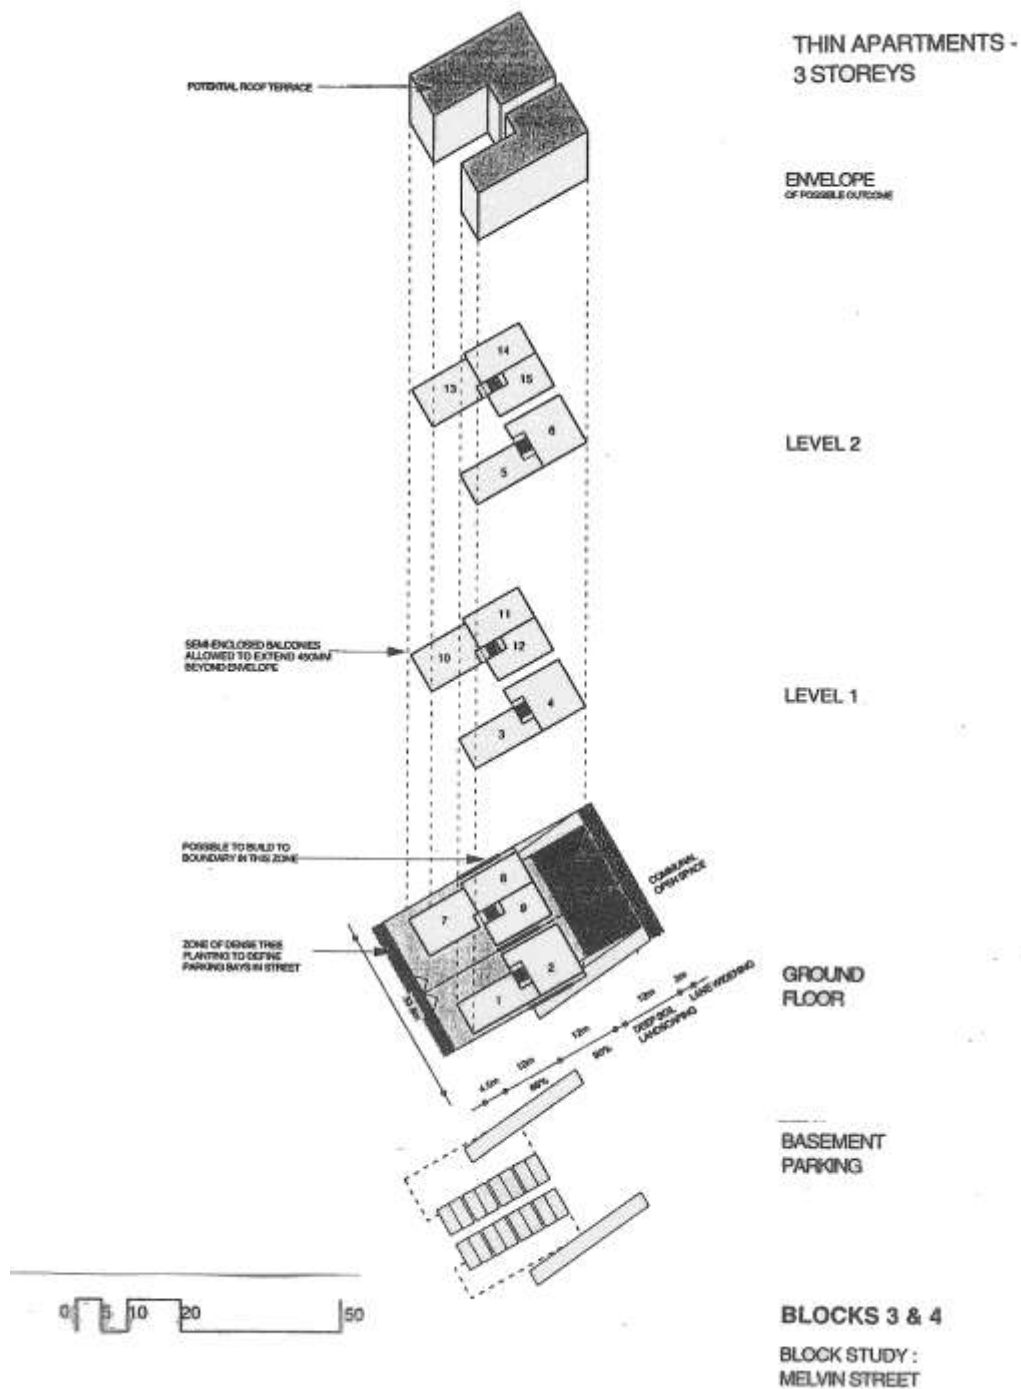 THIN APARTMENTS -
3 STOREYS
POTENTIAL ROOF TERRACE
ENVELOPE
OF POSSIBLE OUTCOME
14
13
15
6
5
LEVEL 2
11
10
12
4
3
SEMI-ENCLOSED BALCONIES
ALLOWED TO EXTEND 450MM
BEYOND ENVELOPE
LEVEL 1
POSSIBLE TO BUILD TO
BOUNDARY IN THIS ZONE
COMMUNAL
OPEN SPACE
8
7
9
2
1
ZONE OF DENSE TREE
PLANTING TO DEFINE
PARKING BAYS IN STREET
GROUND
FLOOR
4.5m
12m
12m
12m
3m
LANE WIDENING
DEEP SOIL
LANDSCAPING
BASEMENT
PARKING
0 5 10 20 50
BLOCKS 3 & 4
BLOCK STUDY :
MELVIN STREET